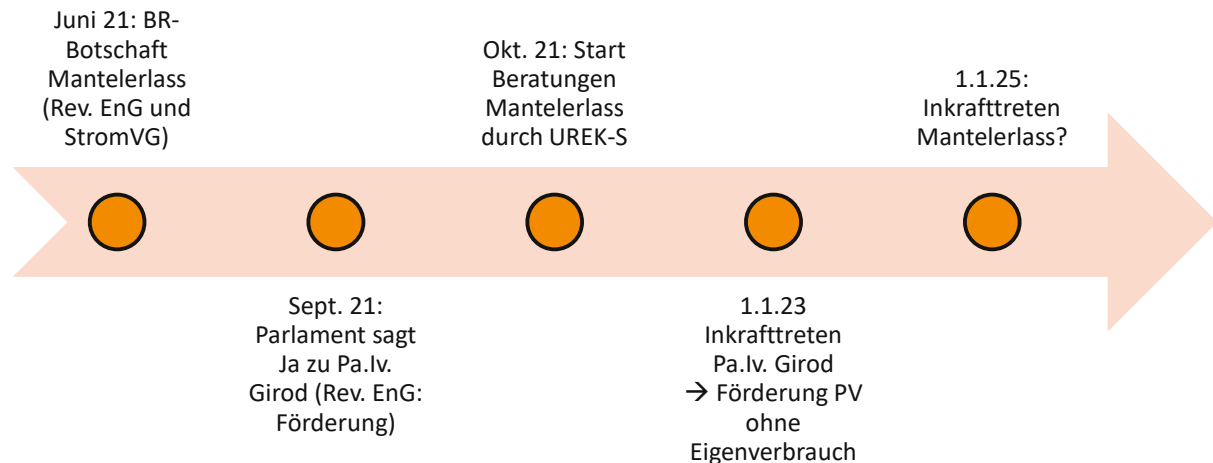 Juni 21: BR-
Botschaft
Mantelerlass
(Rev. EnG und
StromVG)
Sept. 21:
Parlament sagt
Ja zu Pa.Iv.
Girod (Rev. EnG:
Förderung)
Okt. 21: Start
Beratungen
Mantelerlass
durch UREK-S
1.1.23
Inkrafttreten
Pa.Iv. Girod
→ Förderung PV
ohne
Eigenverbrauch
1.1.25:
Inkrafttreten
Mantelerlass?